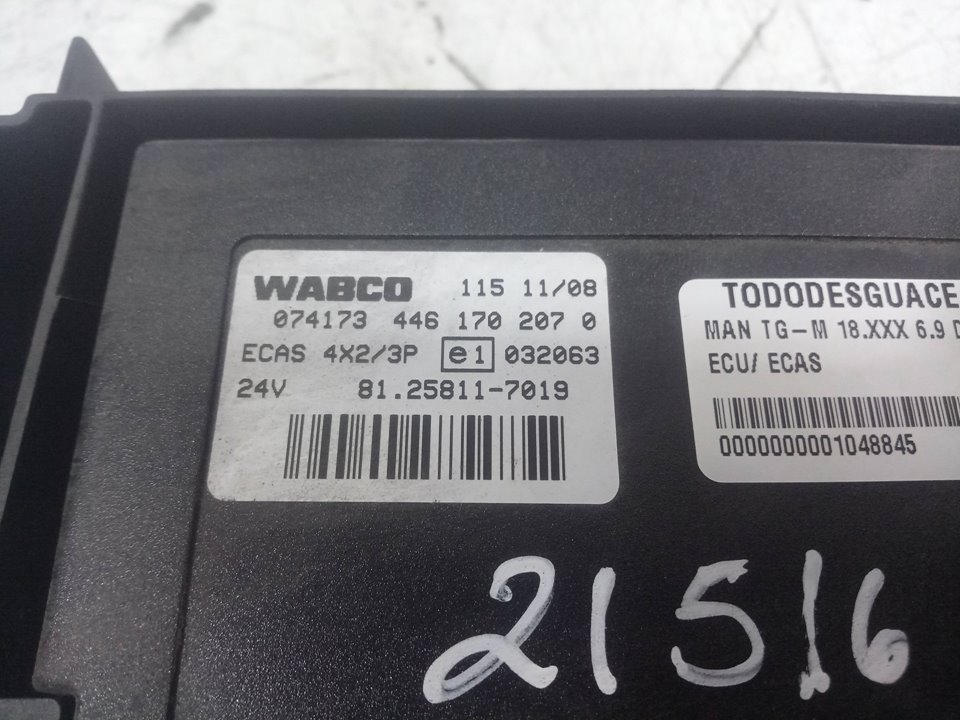 WABCO 115 11/08
074173 446 170 207 0
ECAS 4X2/3P e1 032063
24V 81.25811-7019
TODODESGUACE
MAN TG-M 18.XXX 6.9 D
ECU/ ECAS
0000000001048845
21516